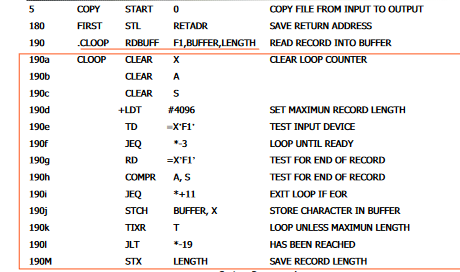 5 COPY START 0 COPY FILE FROM INPUT TO OUTPUT
180 FIRST STL RETADR SAVE RETURN ADDRESS
190 .CLOOP RDBUFF F1,BUFFER,LENGTH READ RECORD INTO BUFFER
190a CLOOP CLEAR X CLEAR LOOP COUNTER
190b CLEAR A
190c CLEAR S
190d +LDT #4096 SET MAXIMUN RECORD LENGTH
190e TD =X'F1' TEST INPUT DEVICE
190f JEQ *-3 LOOP UNTIL READY
190g RD =X'F1' TEST FOR END OF RECORD
190h COMPR A, S TEST FOR END OF RECORD
190i JEQ *+11 EXIT LOOP IF EOR
190j STCH BUFFER, X STORE CHARACTER IN BUFFER
190k TIXR T LOOP UNLESS MAXIMUN LENGTH
190l JLT *-19 HAS BEEN REACHED
190M STX LENGTH SAVE RECORD LENGTH